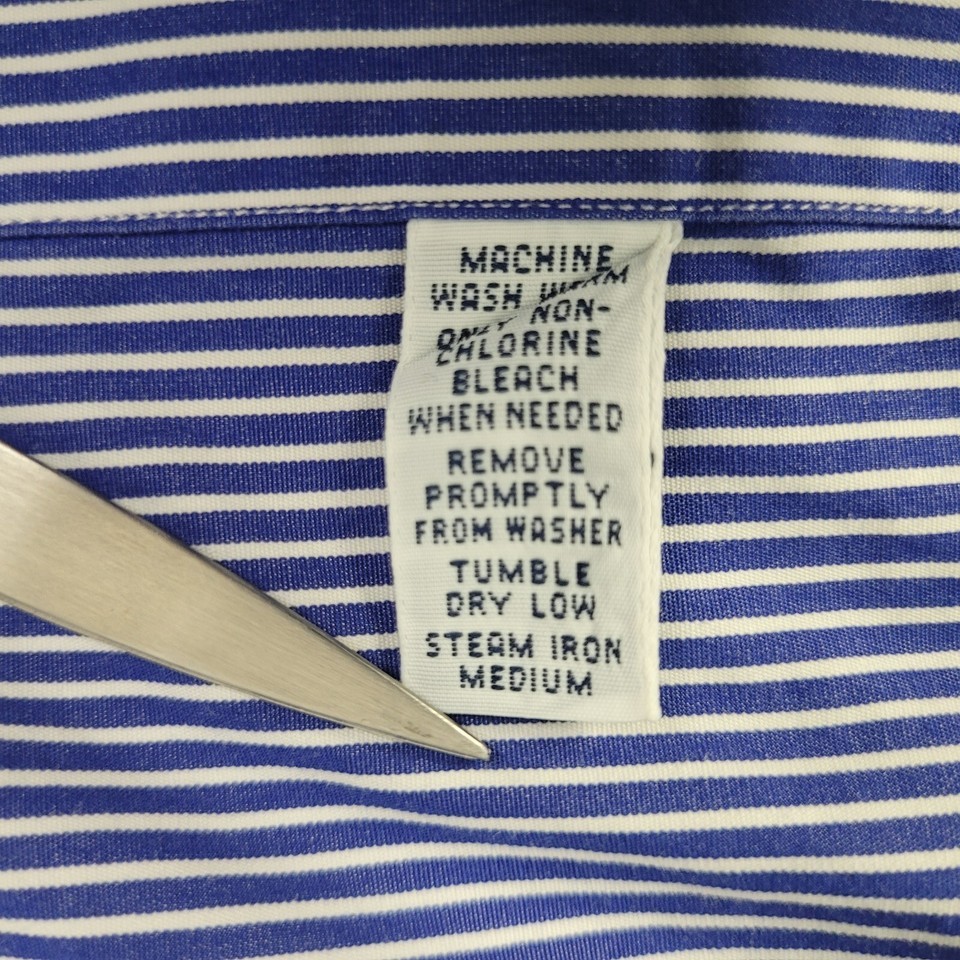 MACHINE
WASH WARM
ONLY NON-
CHLORINE
BLEACH
WHEN NEEDED
REMOVE
PROMPTLY
FROM WASHER
TUMBLE
DRY LOW
STEAM IRON
MEDIUM